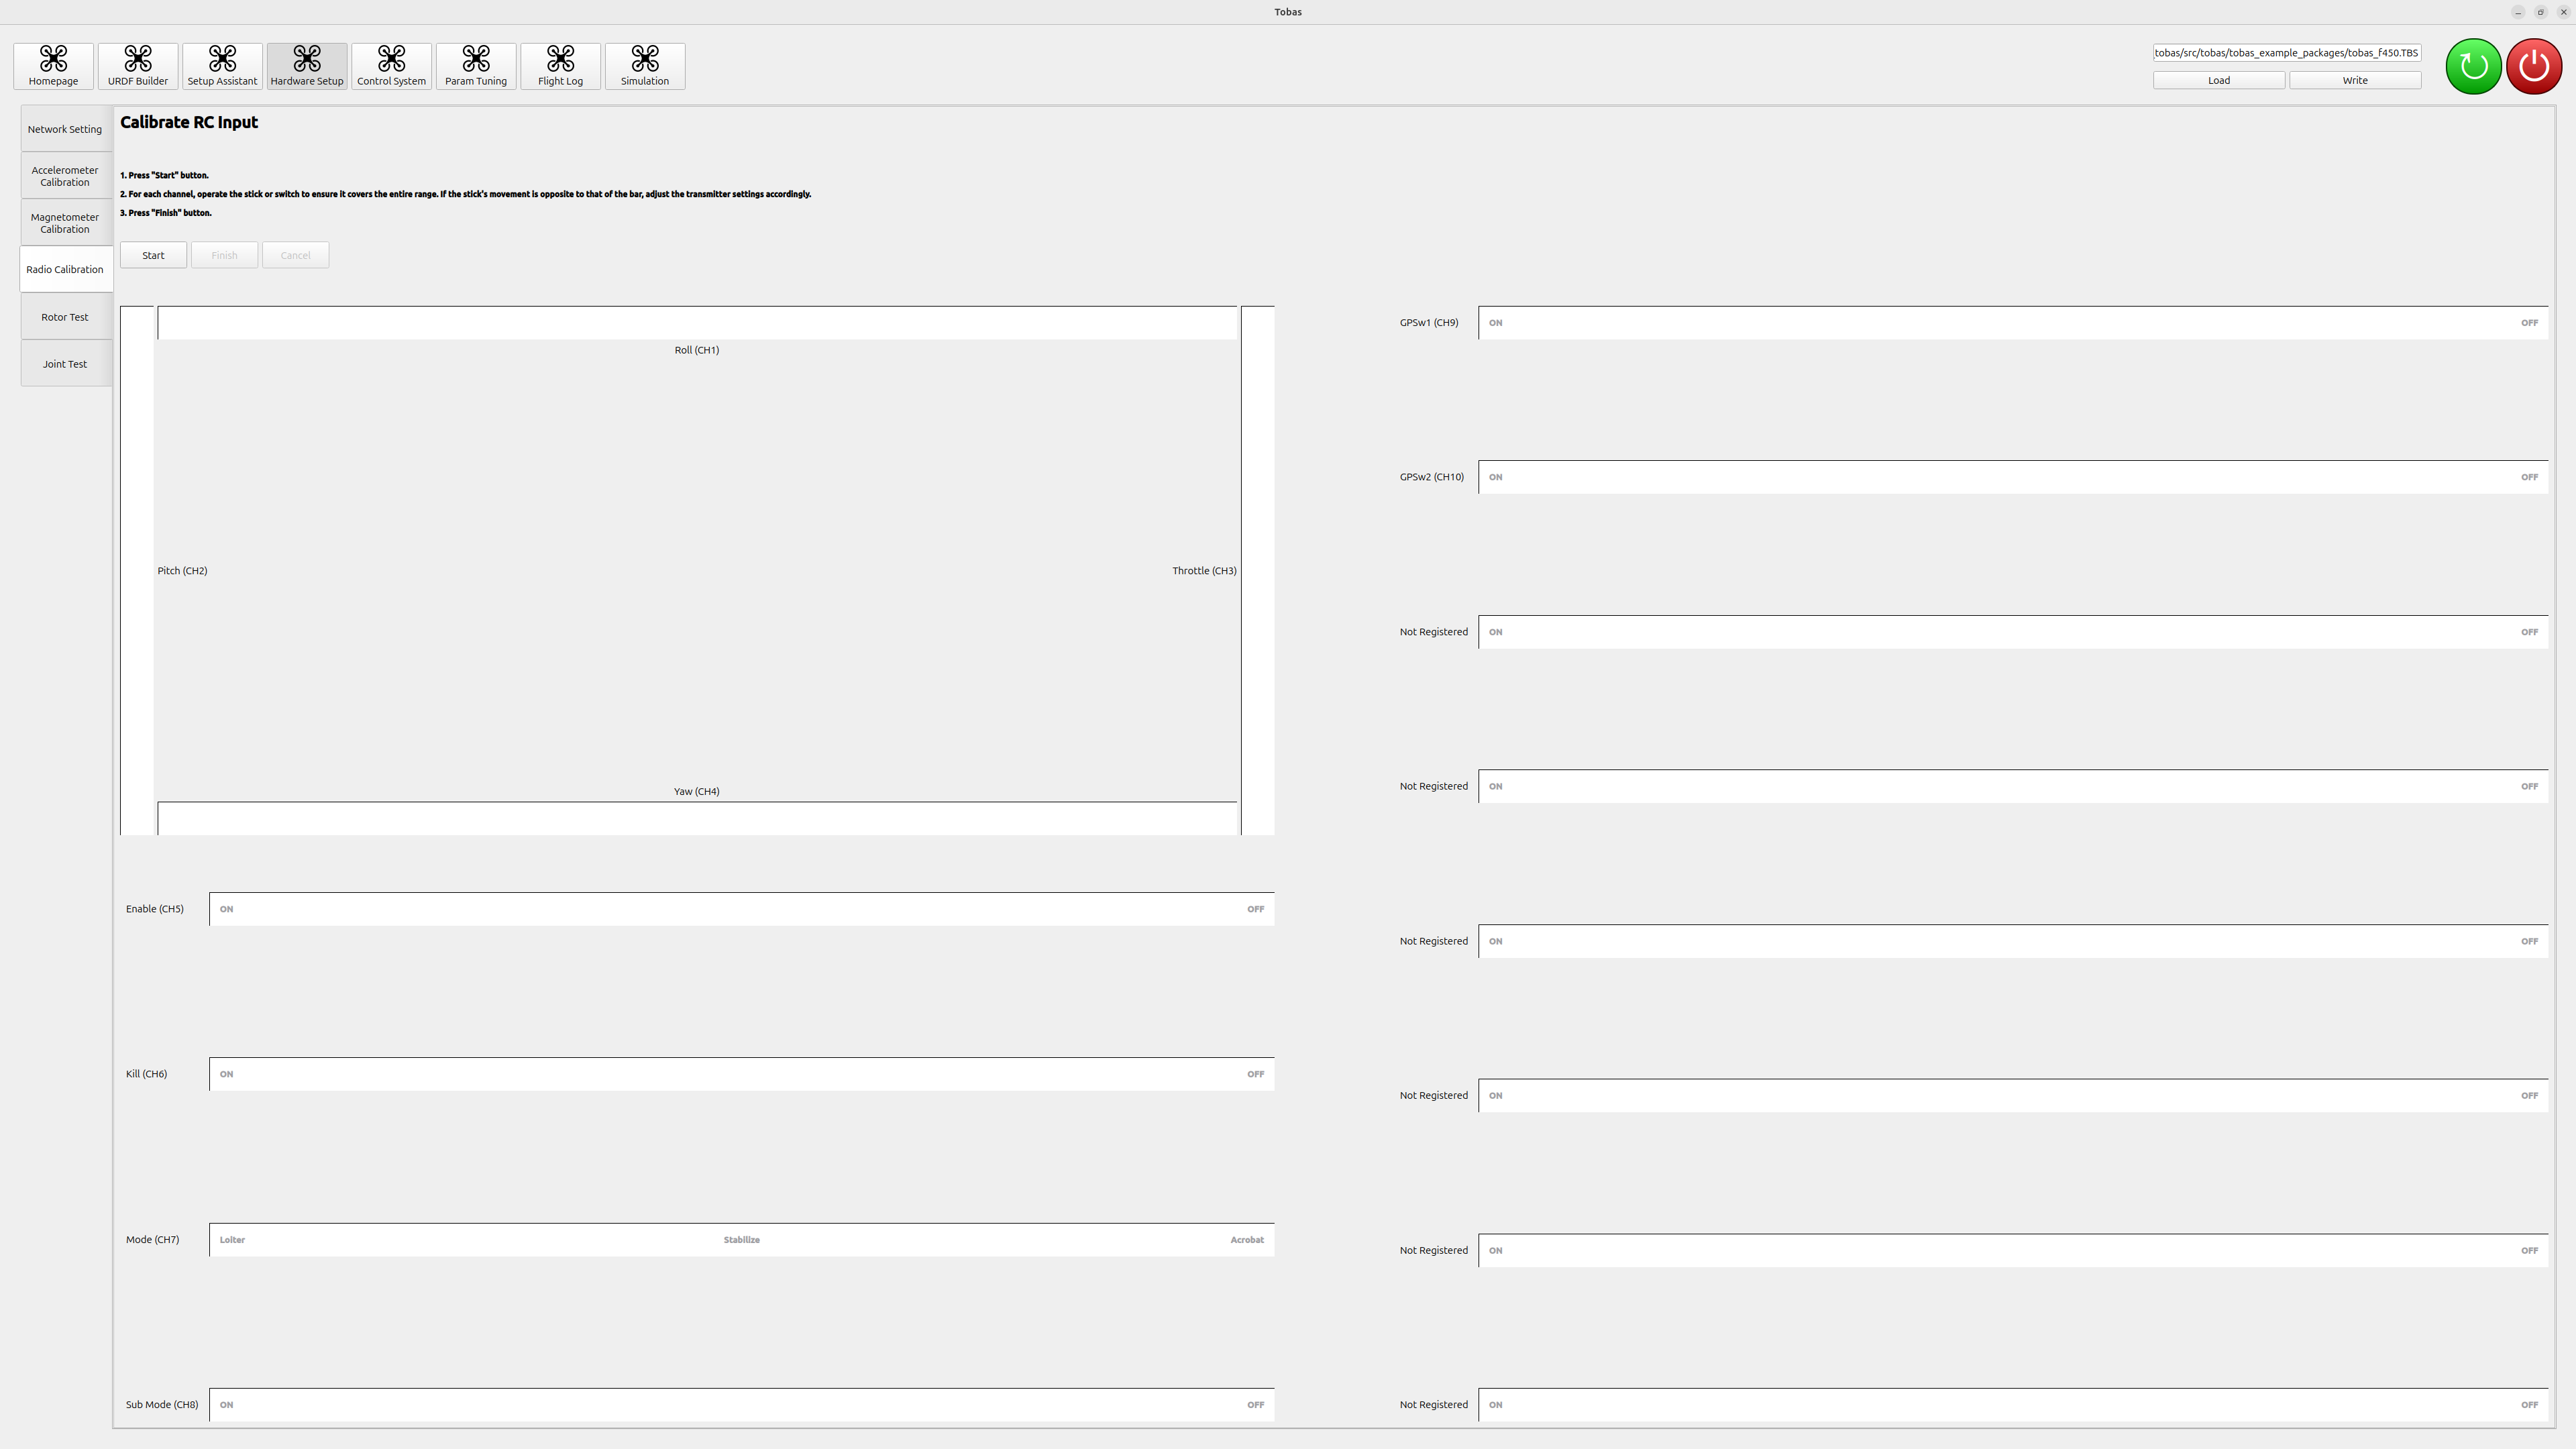 Tobas
Homepage
URDF Builder
Setup Assistant
Hardware Setup
Control System
Param Tuning
Flight Log
Simulation
tobas/src/tobas/tobas_example_packages/tobas_f450.TBS
Load
Write
Network Setting
Accelerometer
Calibration
Magnetometer
Calibration
Radio Calibration
Rotor Test
Joint Test
Calibrate RC Input
1. Press "Start" button.
2. For each channel, operate the stick or switch to ensure it covers the entire range. If the stick's movement is opposite to that of the bar, adjust the transmitter settings accordingly.
3. Press "Finish" button.
Start
Finish
Cancel
Roll (CH1)
Pitch (CH2)
Throttle (CH3)
Yaw (CH4)
Enable (CH5)
ON
OFF
Kill (CH6)
ON
OFF
Mode (CH7)
Loiter
Stabilize
Acrobat
Sub Mode (CH8)
ON
OFF
GPSw1 (CH9)
ON
OFF
GPSw2 (CH10)
ON
OFF
Not Registered
ON
OFF
Not Registered
ON
OFF
Not Registered
ON
OFF
Not Registered
ON
OFF
Not Registered
ON
OFF
Not Registered
ON
OFF